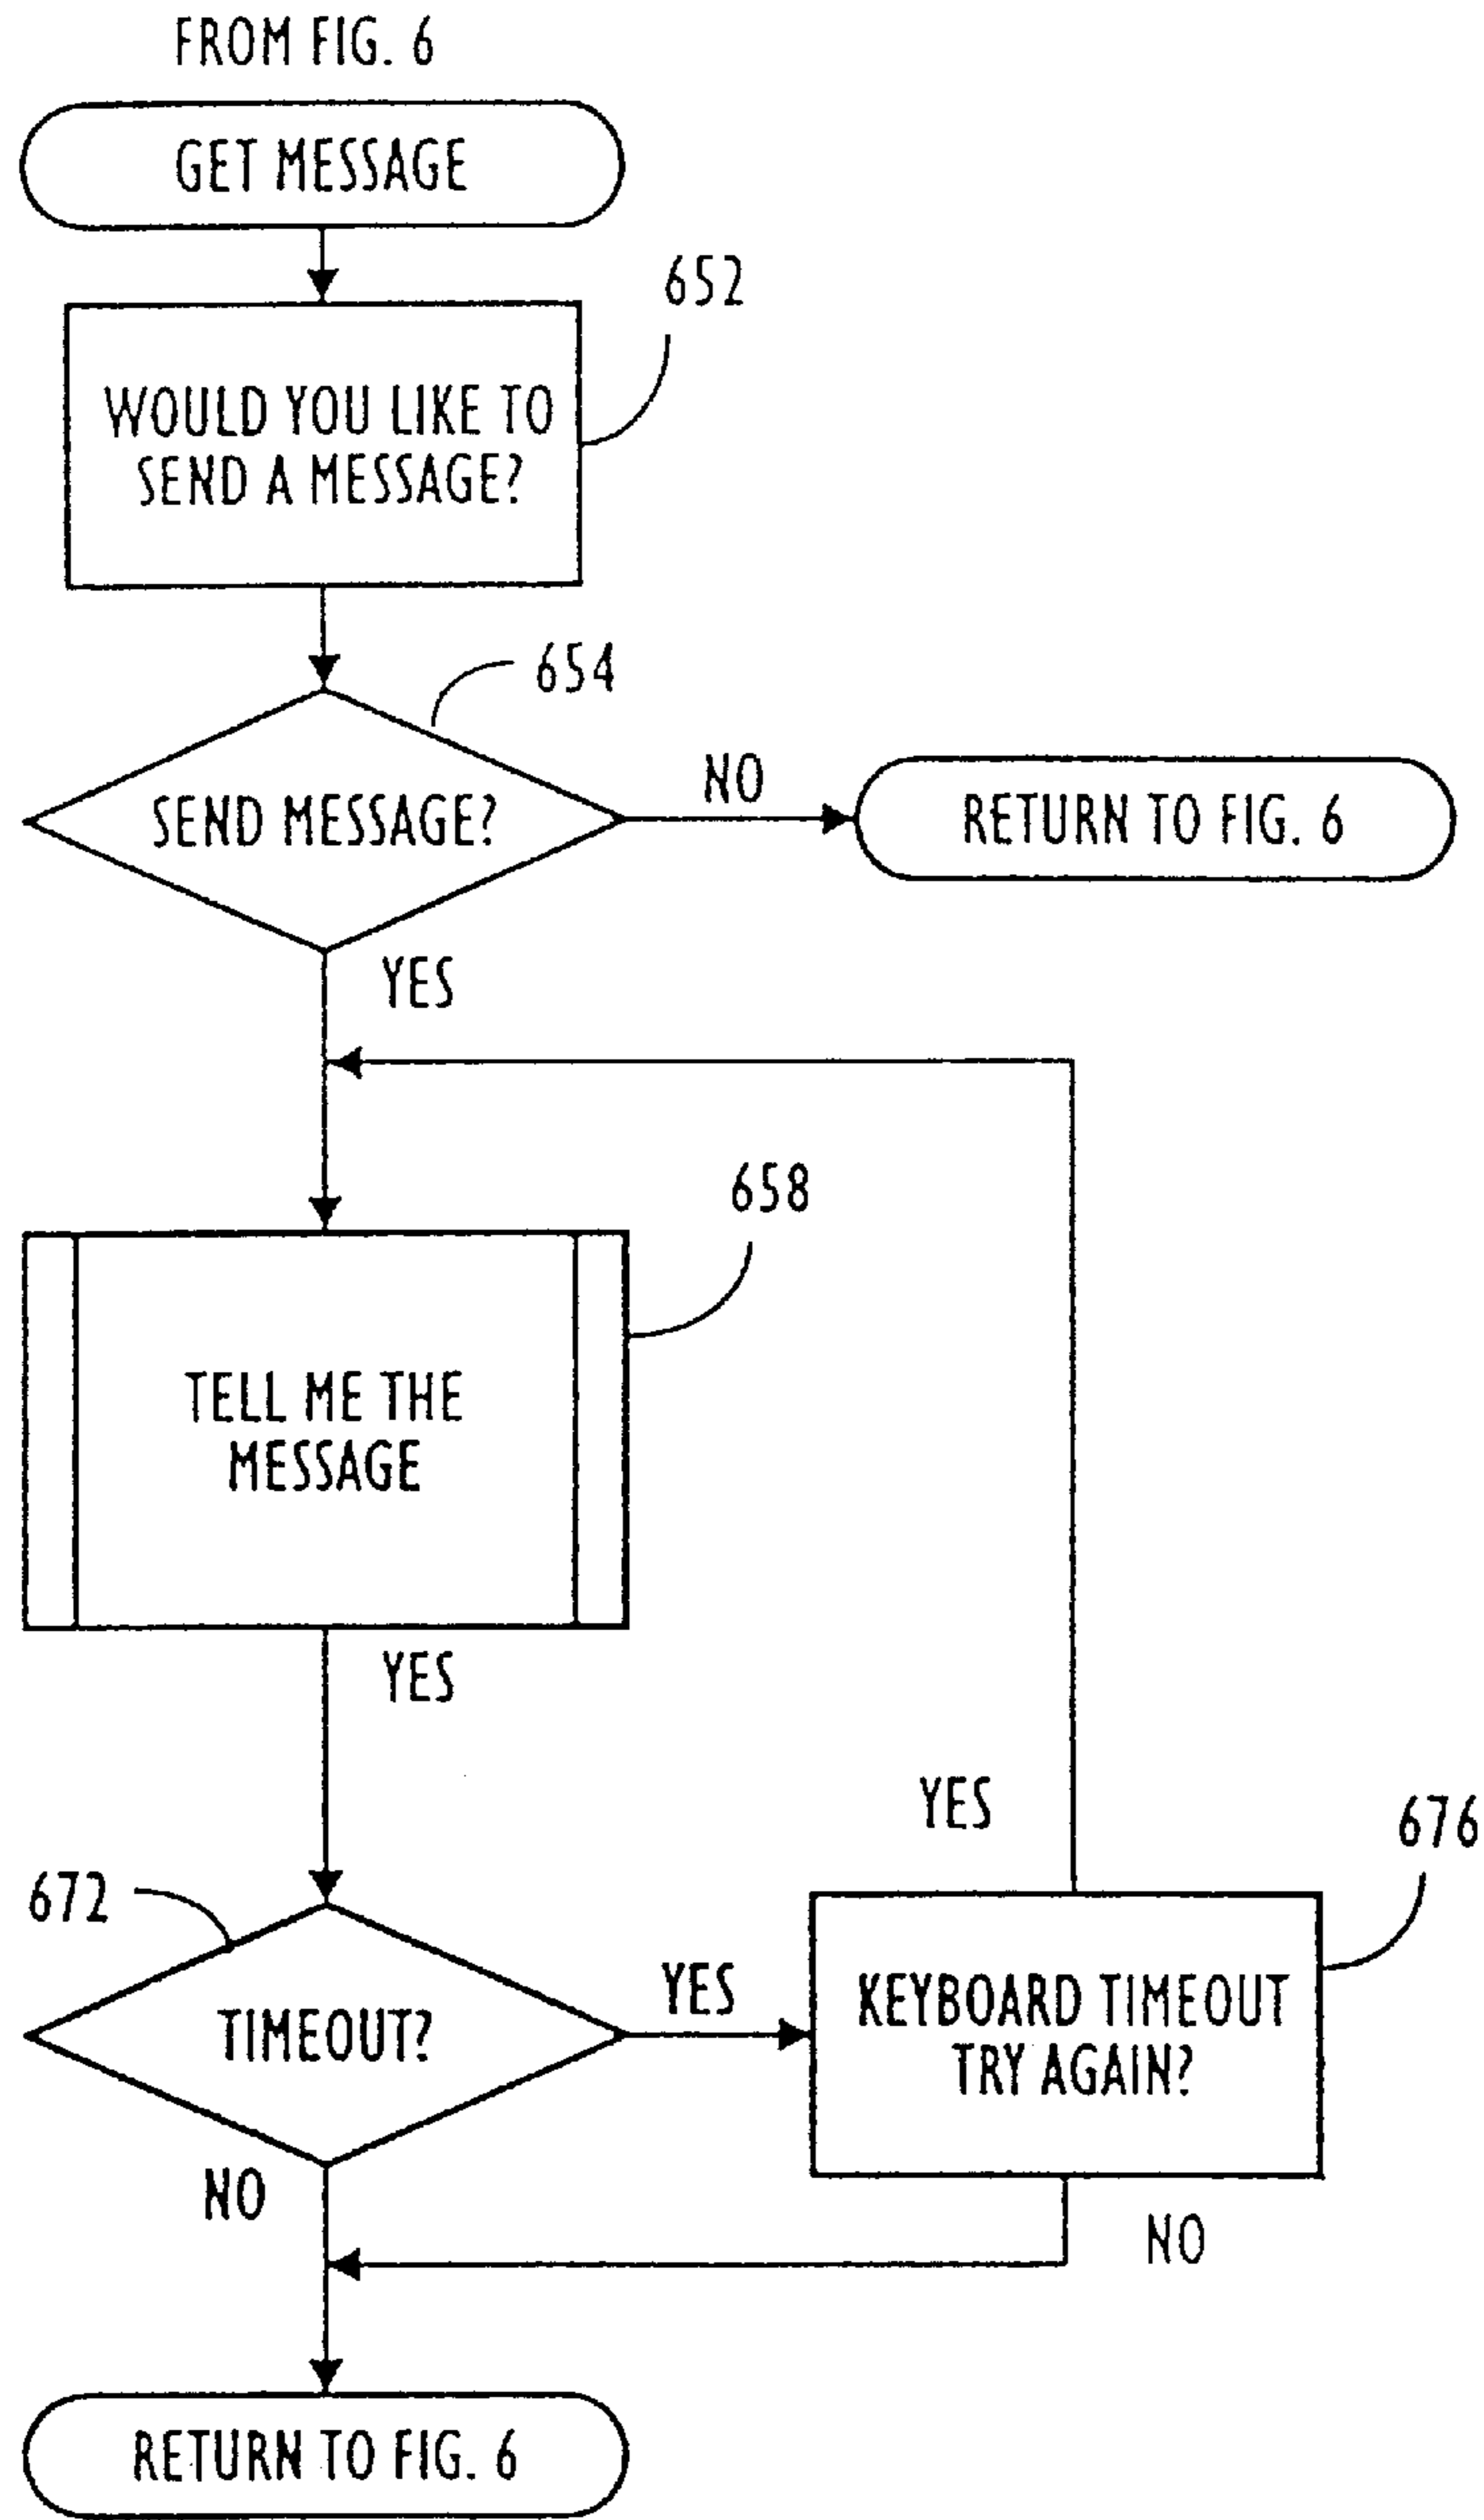 FROM FIG. 6
GET MESSAGE
652
WOULD YOU LIKE TO
SEND A MESSAGE?
654
SEND MESSAGE?
NO
RETURN TO FIG. 6
YES
658
TELL ME THE
MESSAGE
YES
YES
676
672
TIMEOUT?
YES
KEYBOARD TIMEOUT
TRY AGAIN?
NO
NO
RETURN TO FIG. 6